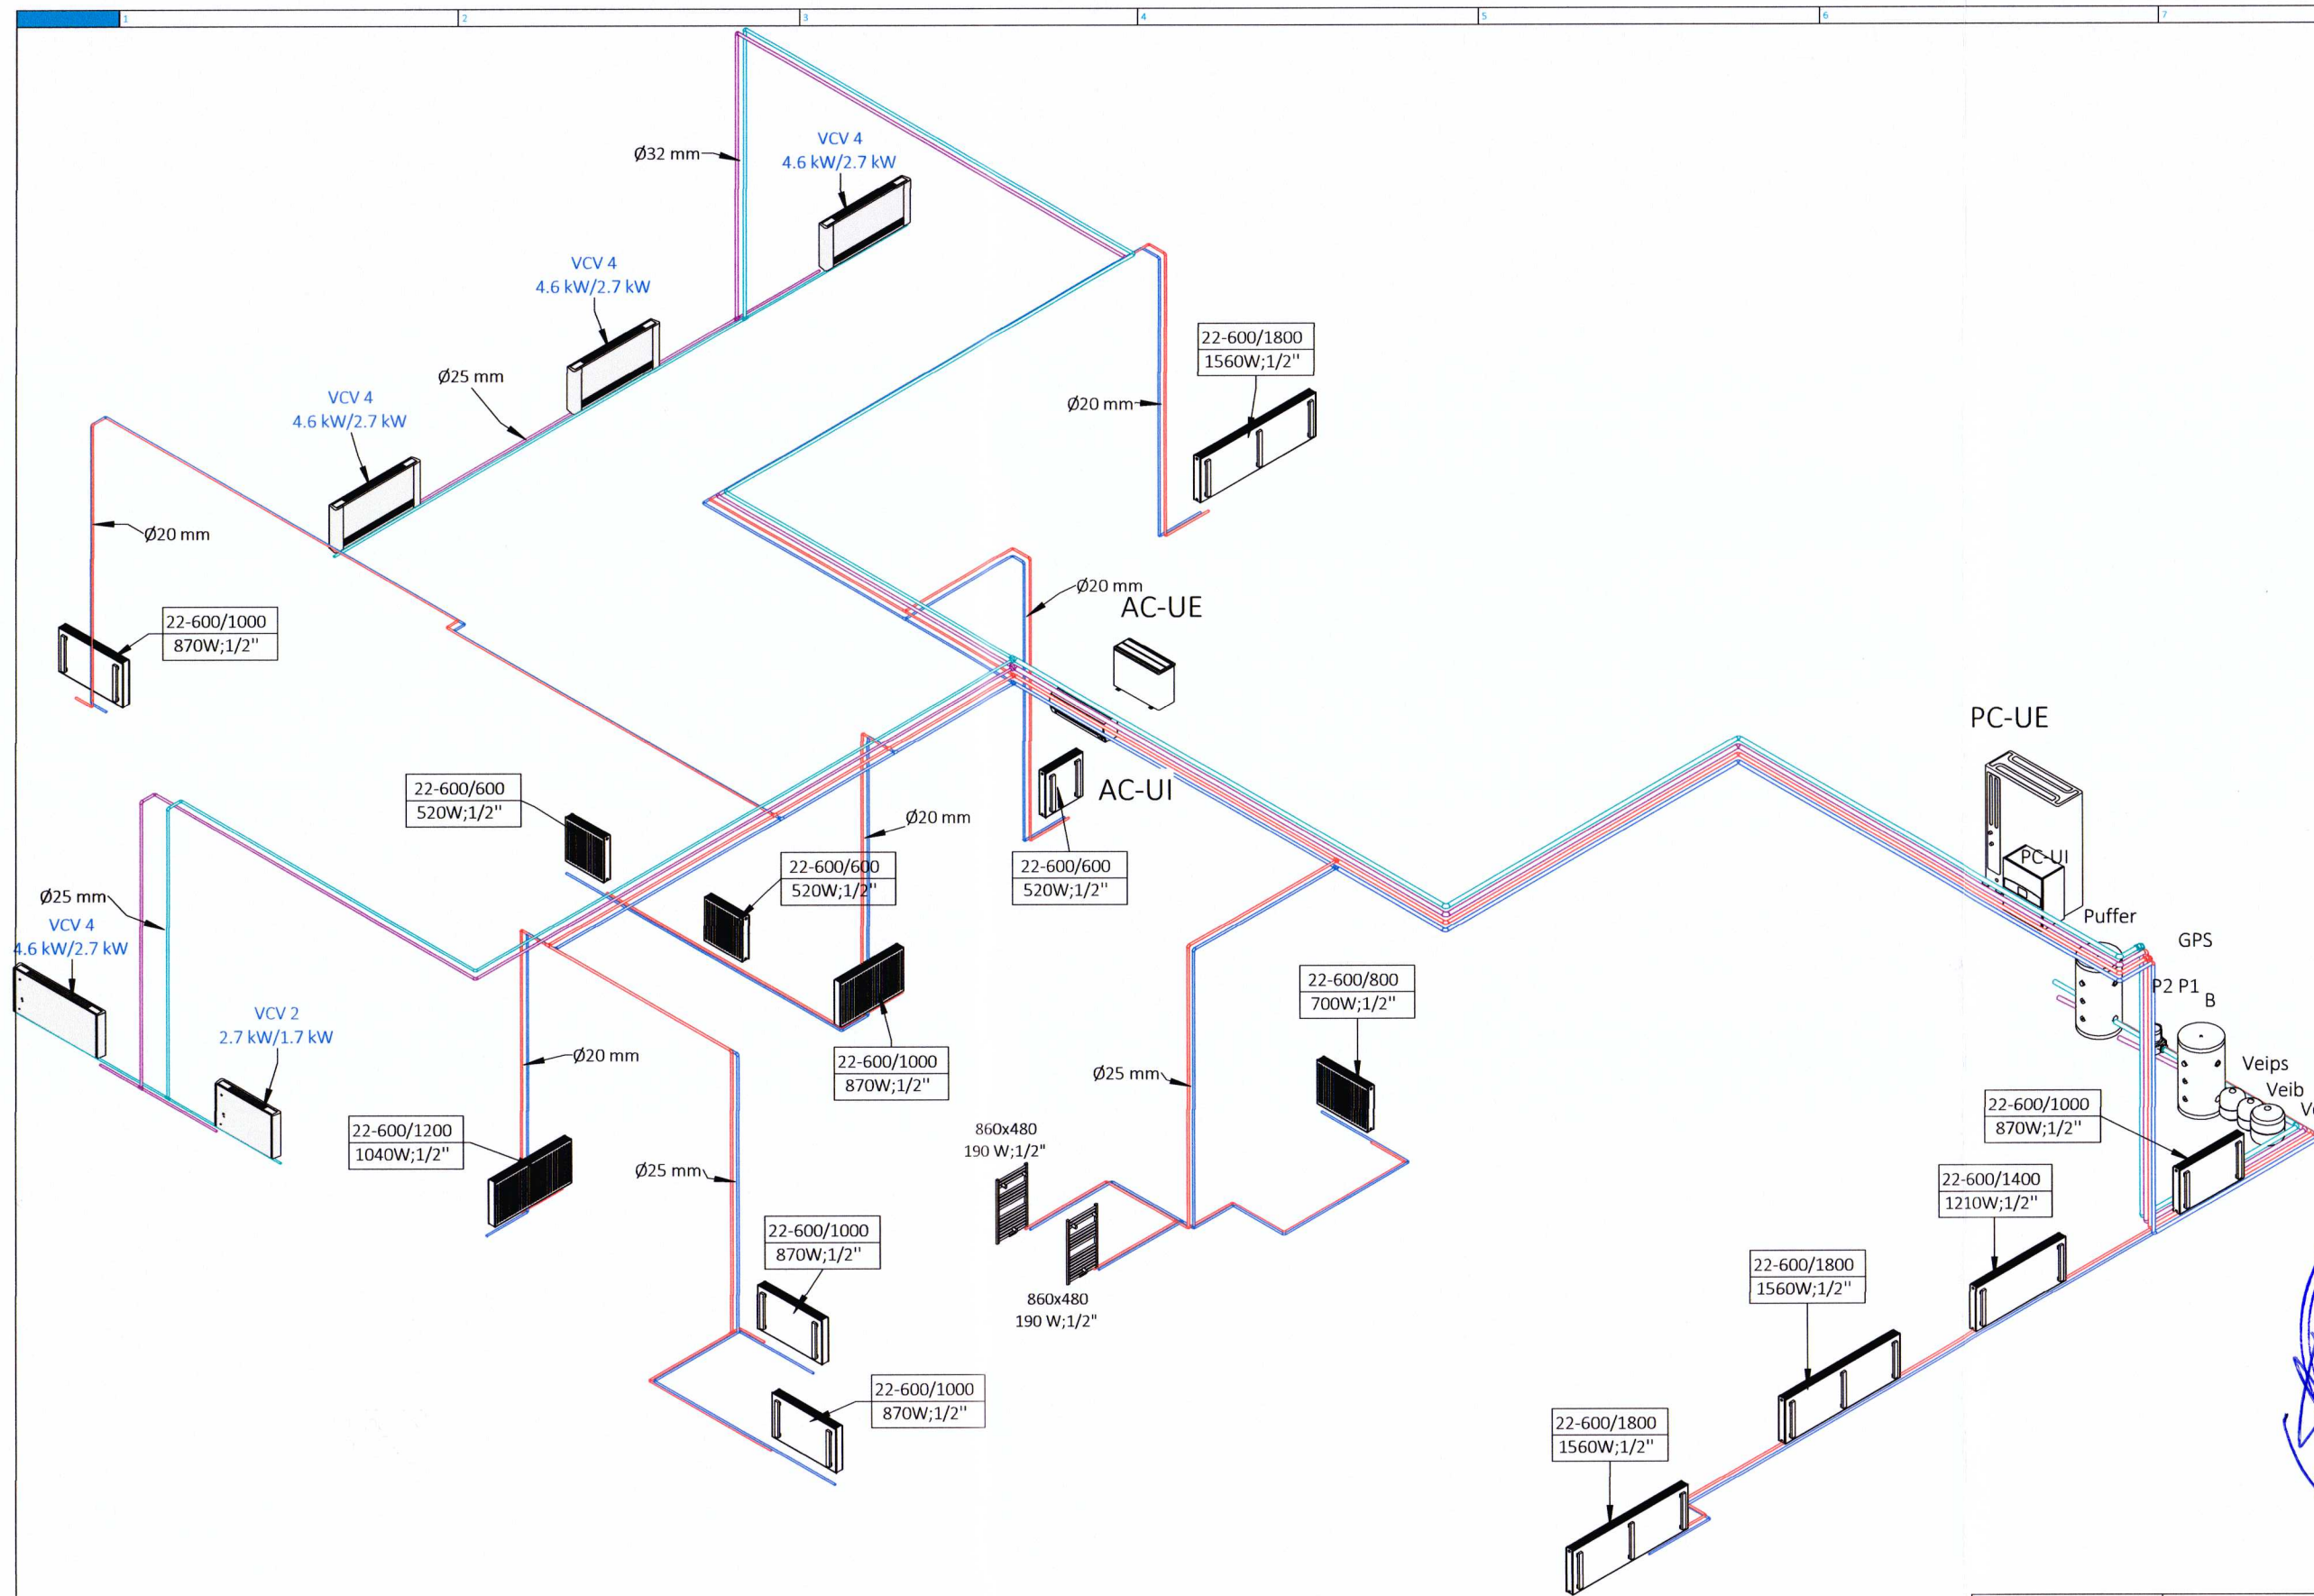 1 2 3 4 5 6 7
VCV 4
4.6 kW/2.7 kW
Ø32 mm
VCV 4
4.6 kW/2.7 kW
22-600/1800
1560W;1/2"
Ø25 mm
VCV 4
4.6 kW/2.7 kW
Ø20 mm
Ø20 mm
Ø20 mm
AC-UE
22-600/1000
870W;1/2"
PC-UE
22-600/600
520W;1/2"
AC-UI
Ø20 mm
22-600/600
520W;1/2"
22-600/600
520W;1/2"
PC-UI
Ø25 mm
VCV 4
4.6 kW/2.7 kW
Puffer
GPS
22-600/800
700W;1/2"
P2 P1
B
VCV 2
2.7 kW/1.7 kW
Ø20 mm
22-600/1000
870W;1/2"
Ø25 mm
Veips
Veib
22-600/1000
870W;1/2"
22-600/1200
1040W;1/2"
860x480
190 W;1/2"
Ø25 mm
22-600/1400
1210W;1/2"
22-600/1000
870W;1/2"
22-600/1800
1560W;1/2"
860x480
190 W;1/2"
22-600/1000
870W;1/2"
22-600/1800
1560W;1/2"